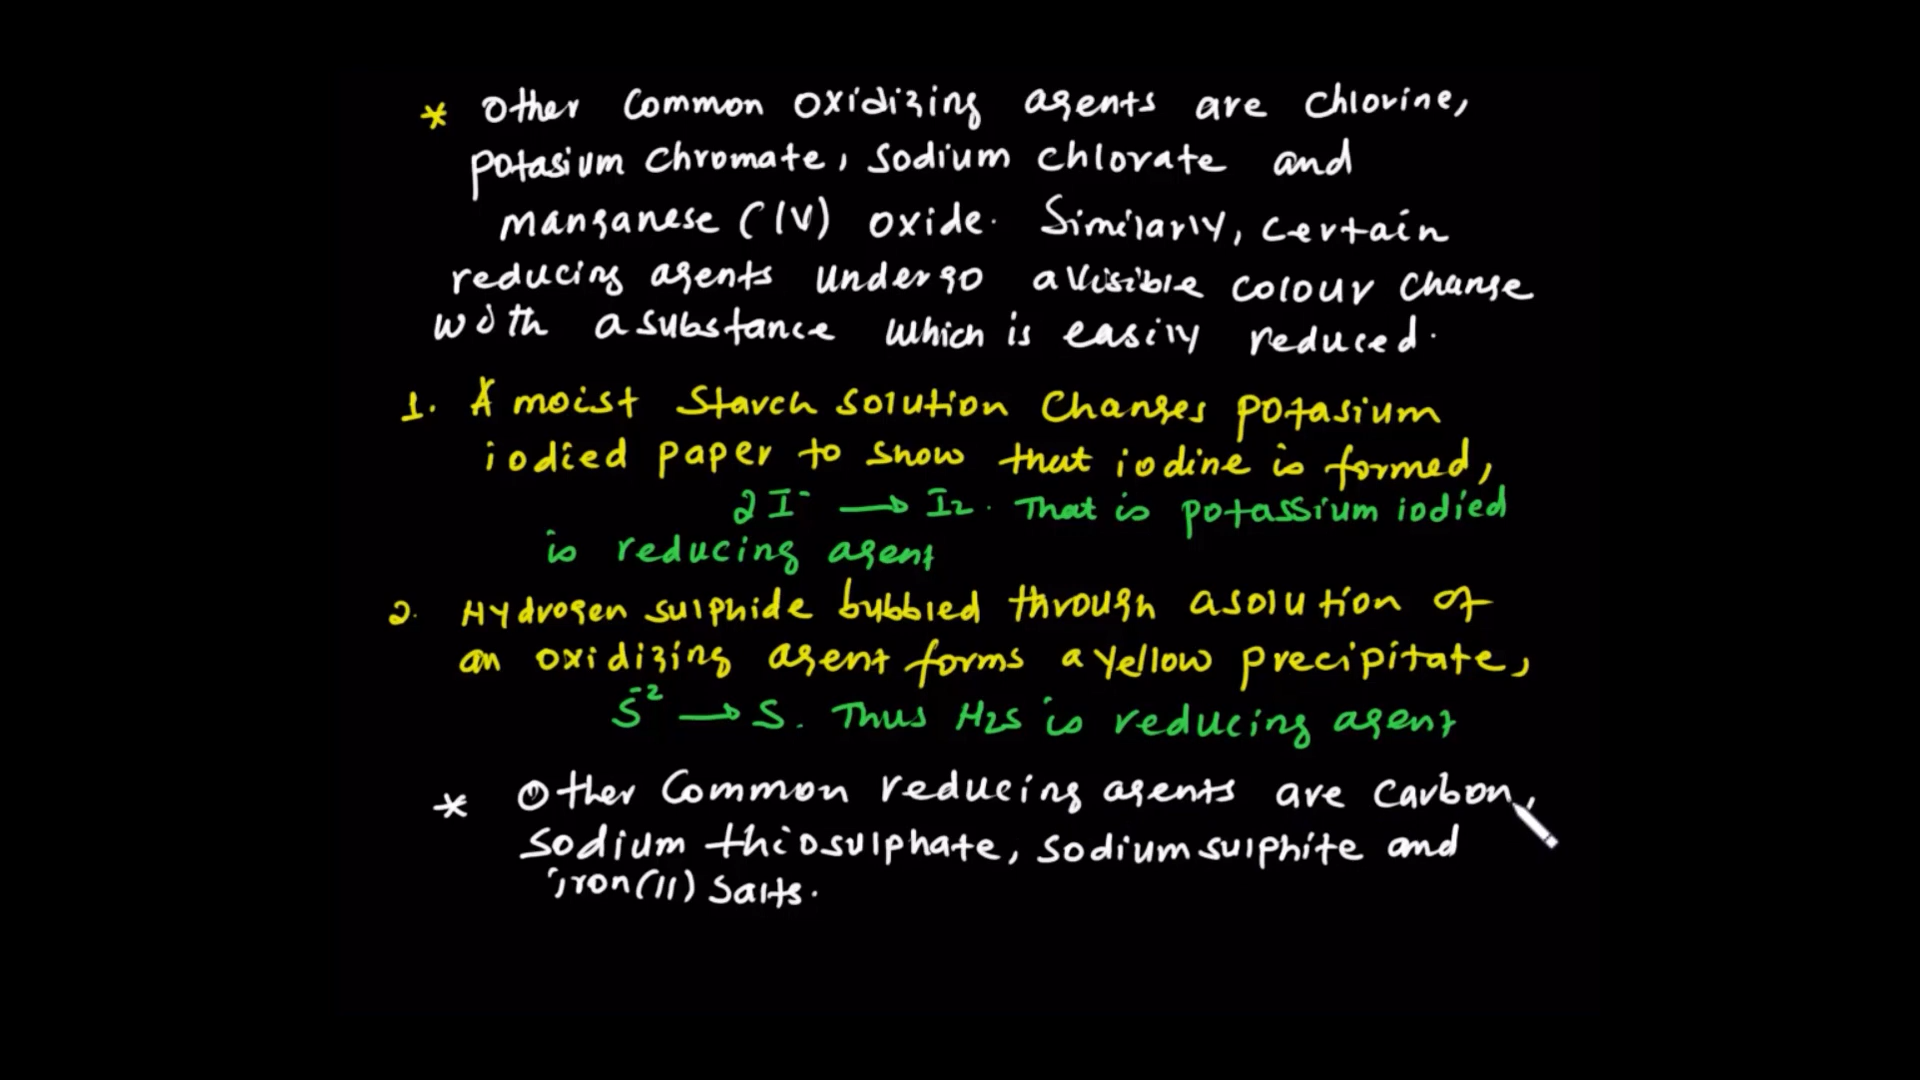 * Other Common oxidizing agents are chlorine,
potasium chromate, sodium chlorate and
manganese (IV) oxide. Similarly, certain
reducing agents undergo a visible colour change
with a substance which is easily reduced.
1. A moist starch solution changes potasium
iodied paper to show that iodine is formed,
2I⁻ → I2. That is potassium iodied
is reducing agent
2. Hydrogen sulphide bubbled through a solution of
an oxidizing agent forms a yellow precipitate,
S⁻² → S. Thus H2S is reducing agent
* Other Common reducing agents are carbon,
sodium thiosulphate, sodium sulphite and
iron(II) salts.